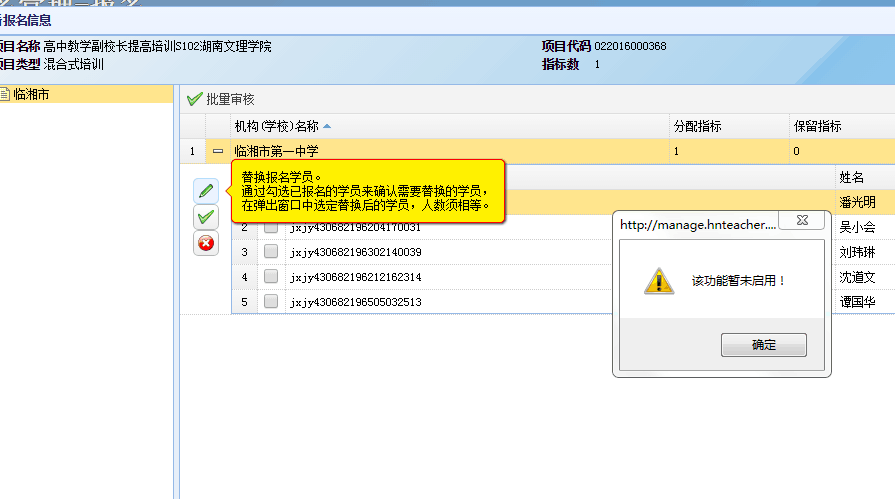 报名信息
项目名称 高中教学副校长提高培训S102湖南文理学院
项目代码 022016000368
项目类型 混合式培训
指标数 1
临湘市
批量审核
机构(学校)名称 分配指标 保留指标
1 临湘市第一中学 1 0
替换报名学员。
通过勾选已报名的学员来确认需要替换的学员，
在弹出窗口中选定替换后的学员，人数须相等。
姓名
潘光明
2 jxjy430682196204170031 吴小会
3 jxjy430682196302140039 刘玮琳
4 jxjy430682196212162314 沈道文
5 jxjy430682196505032513 谭国华
http://manage.hnteacher....
该功能暂未启用！
确定